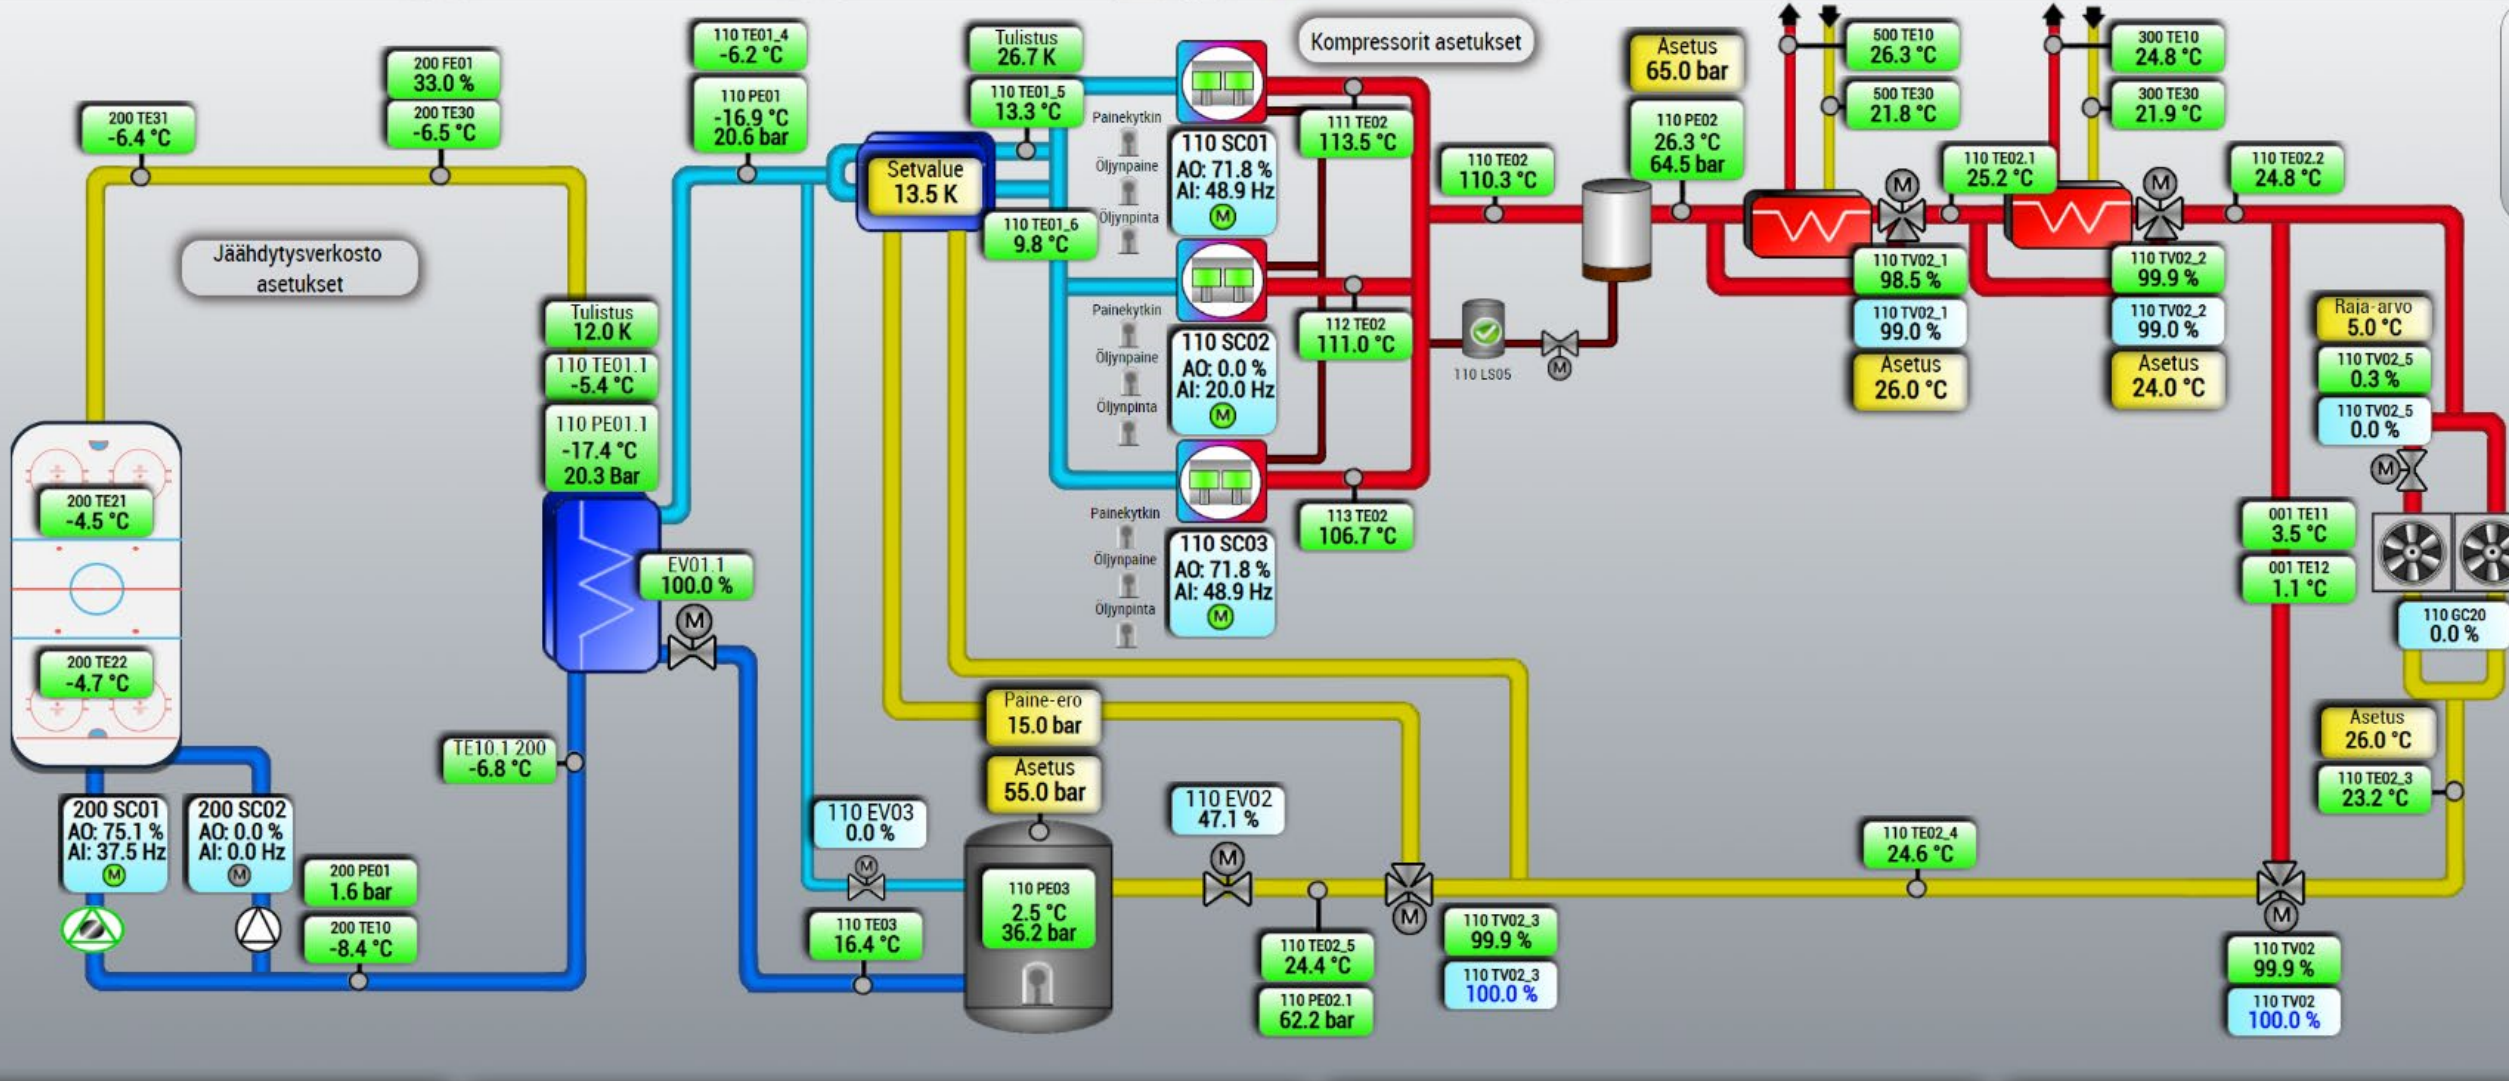 200 TE31
-6.4 °C
200 FE01
33.0 %
200 TE30
-6.5 °C
Jäähdytysverkosto
asetukset
110 TE01_4
-6.2 °C
110 PE01
-16.9 °C
20.6 bar
Tulistus
26.7 K
110 TE01_5
13.3 °C
Setvalue
13.5 K
110 TE01_6
9.8 °C
Kompressorit asetukset
Painekytkin
Öljynpaine
Öljynpinta
110 SC01
AO: 71.8 %
AI: 48.9 Hz
M
111 TE02
113.5 °C
Painekytkin
Öljynpaine
Öljynpinta
110 SC02
AO: 0.0 %
AI: 20.0 Hz
M
112 TE02
111.0 °C
Painekytkin
Öljynpaine
Öljynpinta
110 SC03
AO: 71.8 %
AI: 48.9 Hz
M
113 TE02
106.7 °C
110 TE02
110.3 °C
110 LS05
M
Asetus
65.0 bar
110 PE02
26.3 °C
64.5 bar
500 TE10
26.3 °C
500 TE30
21.8 °C
M
110 TE02.1
25.2 °C
110 TV02_1
98.5 %
110 TV02_1
99.0 %
Asetus
26.0 °C
300 TE10
24.8 °C
300 TE30
21.9 °C
M
110 TE02.2
24.8 °C
110 TV02_2
99.9 %
110 TV02_2
99.0 %
Asetus
24.0 °C
Raja-arvo
5.0 °C
110 TV02_5
0.3 %
110 TV02_5
0.0 %
M
001 TE11
3.5 °C
001 TE12
1.1 °C
110 GC20
0.0 %
Asetus
26.0 °C
110 TE02_3
23.2 °C
Tulistus
12.0 K
110 TE01.1
-5.4 °C
110 PE01.1
-17.4 °C
20.3 Bar
EV01.1
100.0 %
M
200 TE21
-4.5 °C
200 TE22
-4.7 °C
TE10.1 200
-6.8 °C
200 SC01
AO: 75.1 %
AI: 37.5 Hz
M
200 SC02
AO: 0.0 %
AI: 0.0 Hz
M
200 PE01
1.6 bar
200 TE10
-8.4 °C
Paine-ero
15.0 bar
Asetus
55.0 bar
110 EV03
0.0 %
M
110 TE03
16.4 °C
110 PE03
2.5 °C
36.2 bar
110 EV02
47.1 %
M
110 TE02_5
24.4 °C
110 PE02.1
62.2 bar
M
110 TV02_3
99.9 %
110 TV02_3
100.0 %
110 TE02_4
24.6 °C
M
110 TV02
99.9 %
110 TV02
100.0 %